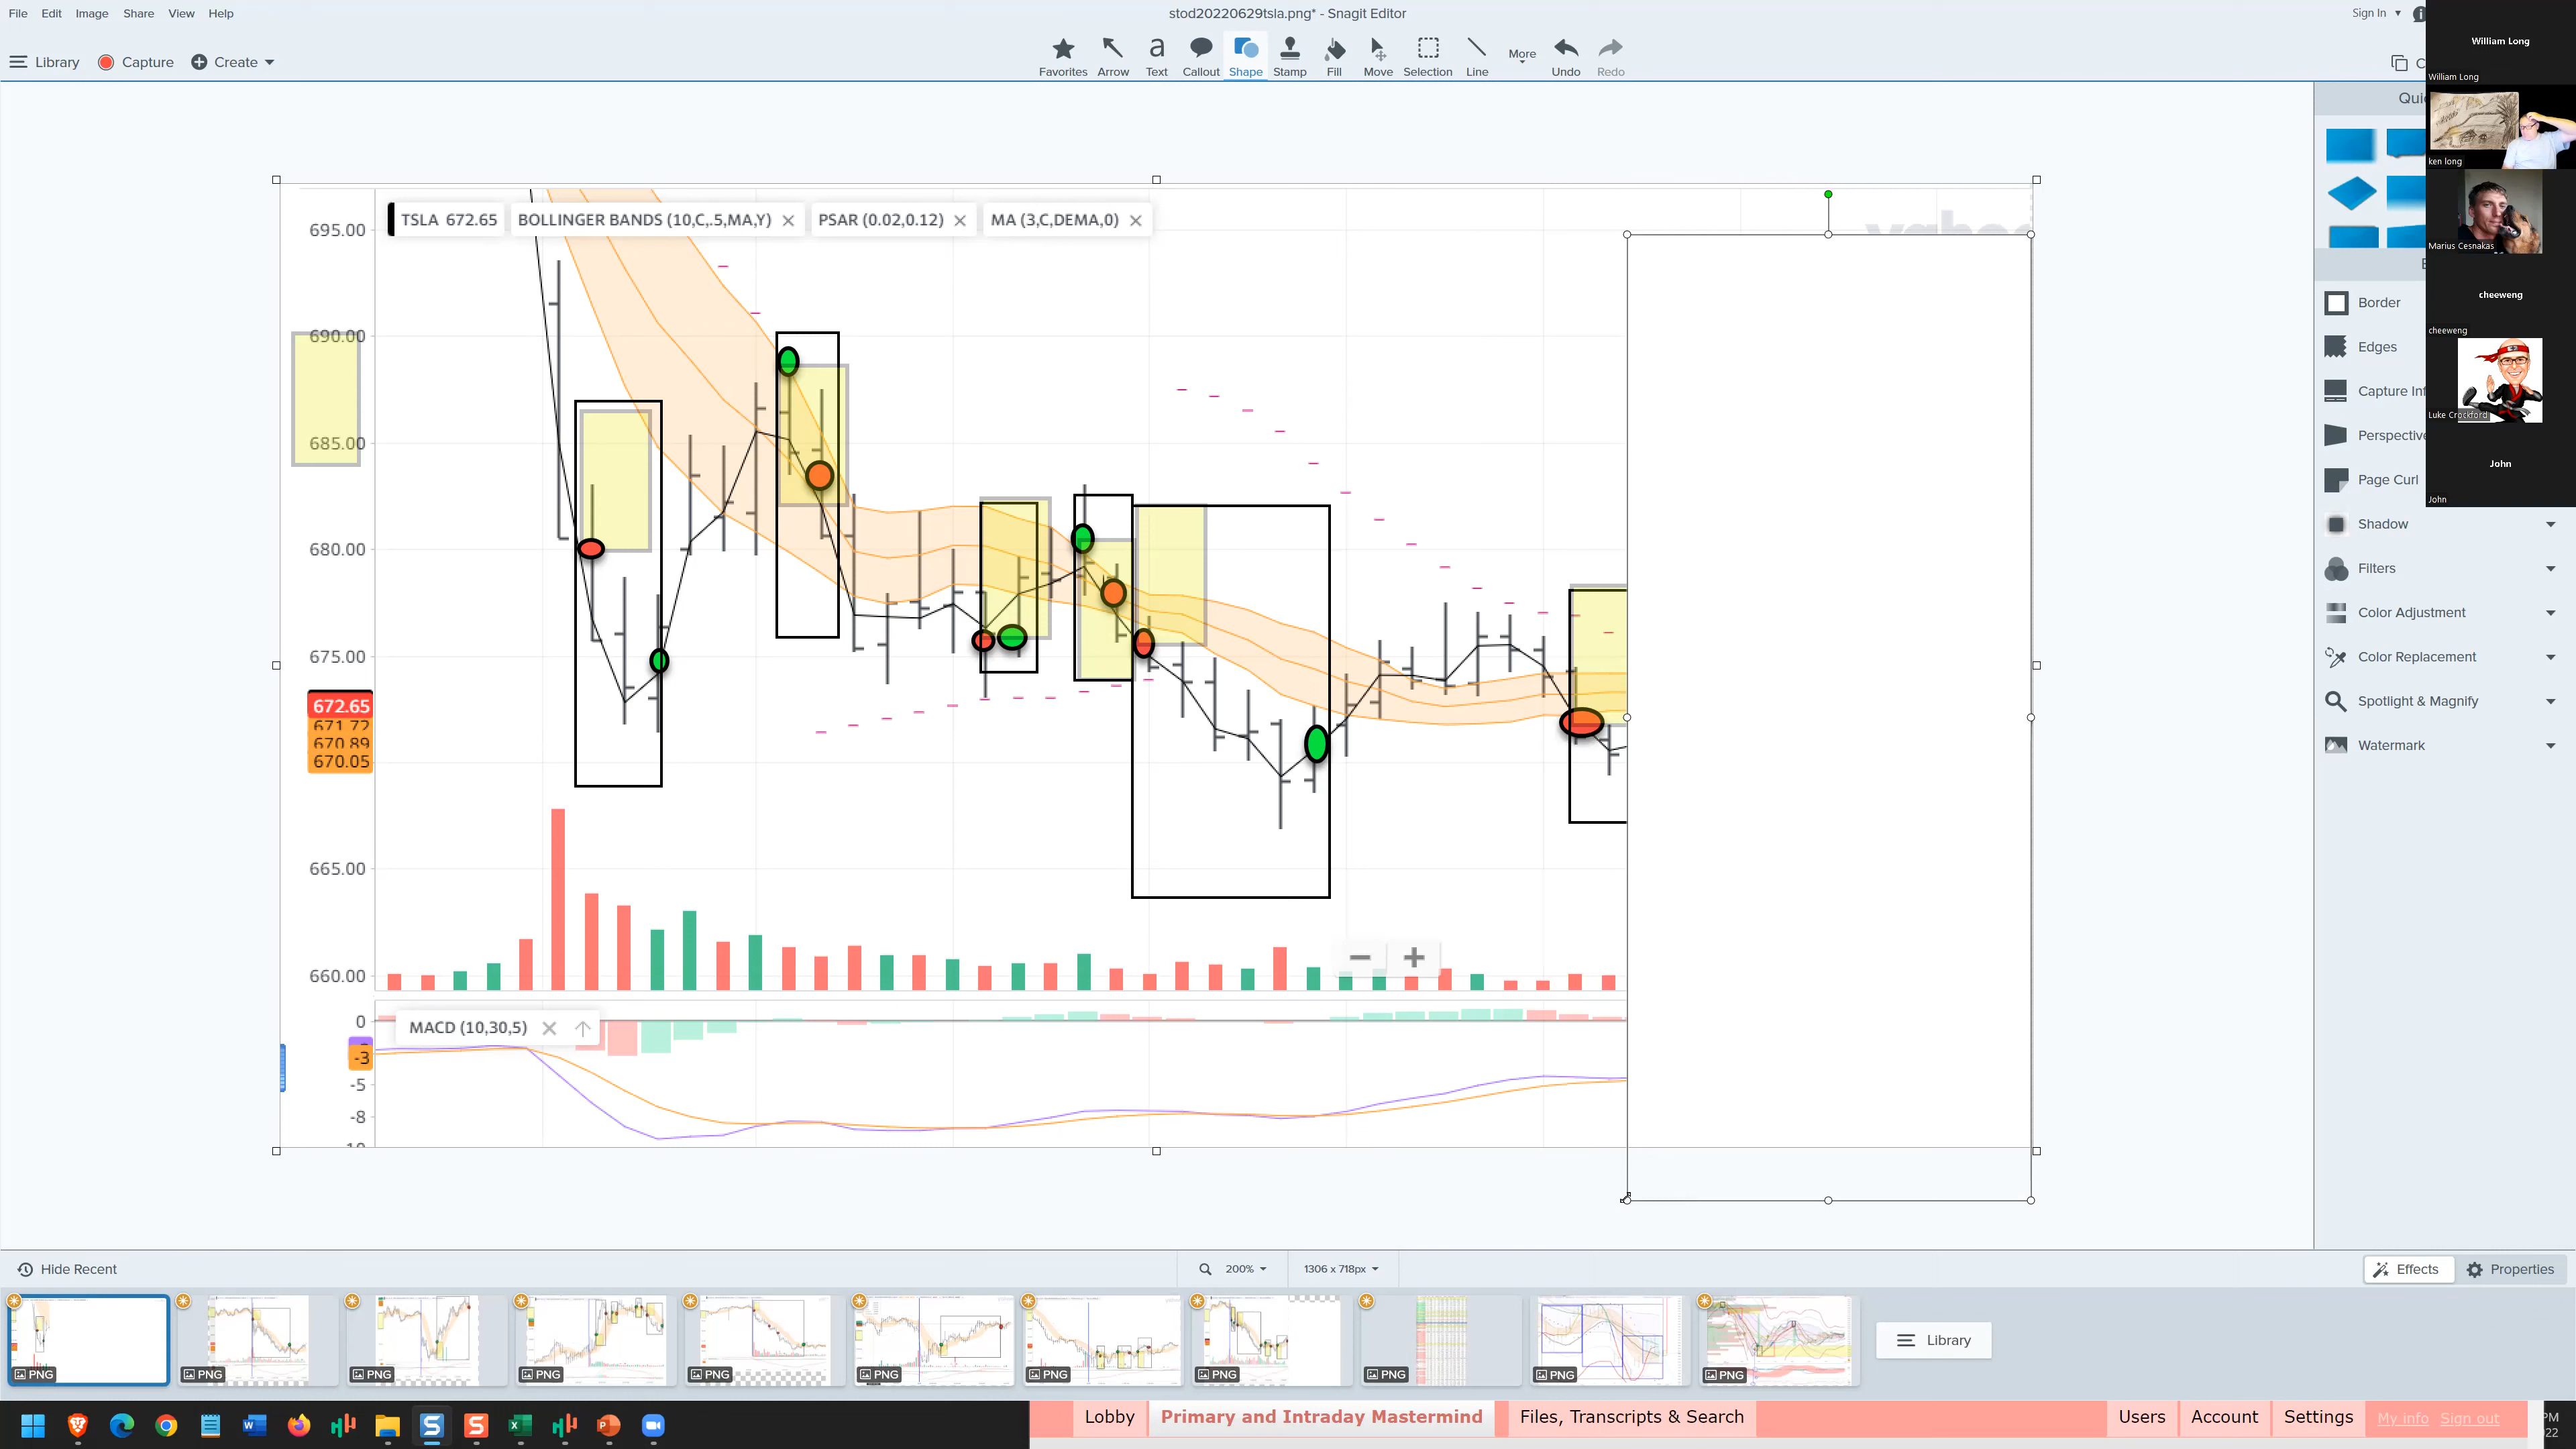 File Edit Image Share View Help
stod20220629tsla.png* - Snagit Editor
Sign In
Library Capture Create
Favorites Arrow Text Callout Shape Stamp Fill Move Selection Line More Undo Redo
William Long
William Long
ken long
Marius Cesnakas
cheeweng
cheeweng
Luke Crockford
John
John
TSLA 672.65 BOLLINGER BANDS (10,C,.5,MA,Y) PSAR (0.02,0.12) MA (3,C,DEMA,0)
695.00
690.00
685.00
680.00
675.00
672.65
671.72
670.89
670.05
665.00
660.00
MACD (10,30,5)
0
-3
-5
-8
Border
Edges
Capture Inf
Perspective
Page Curl
Shadow
Filters
Color Adjustment
Color Replacement
Spotlight & Magnify
Watermark
Hide Recent
200%
1306 x 718px
Effects Properties
PNG PNG PNG PNG PNG PNG PNG PNG PNG PNG PNG
Library
Lobby Primary and Intraday Mastermind Files, Transcripts & Search Users Account Settings My info Sign out